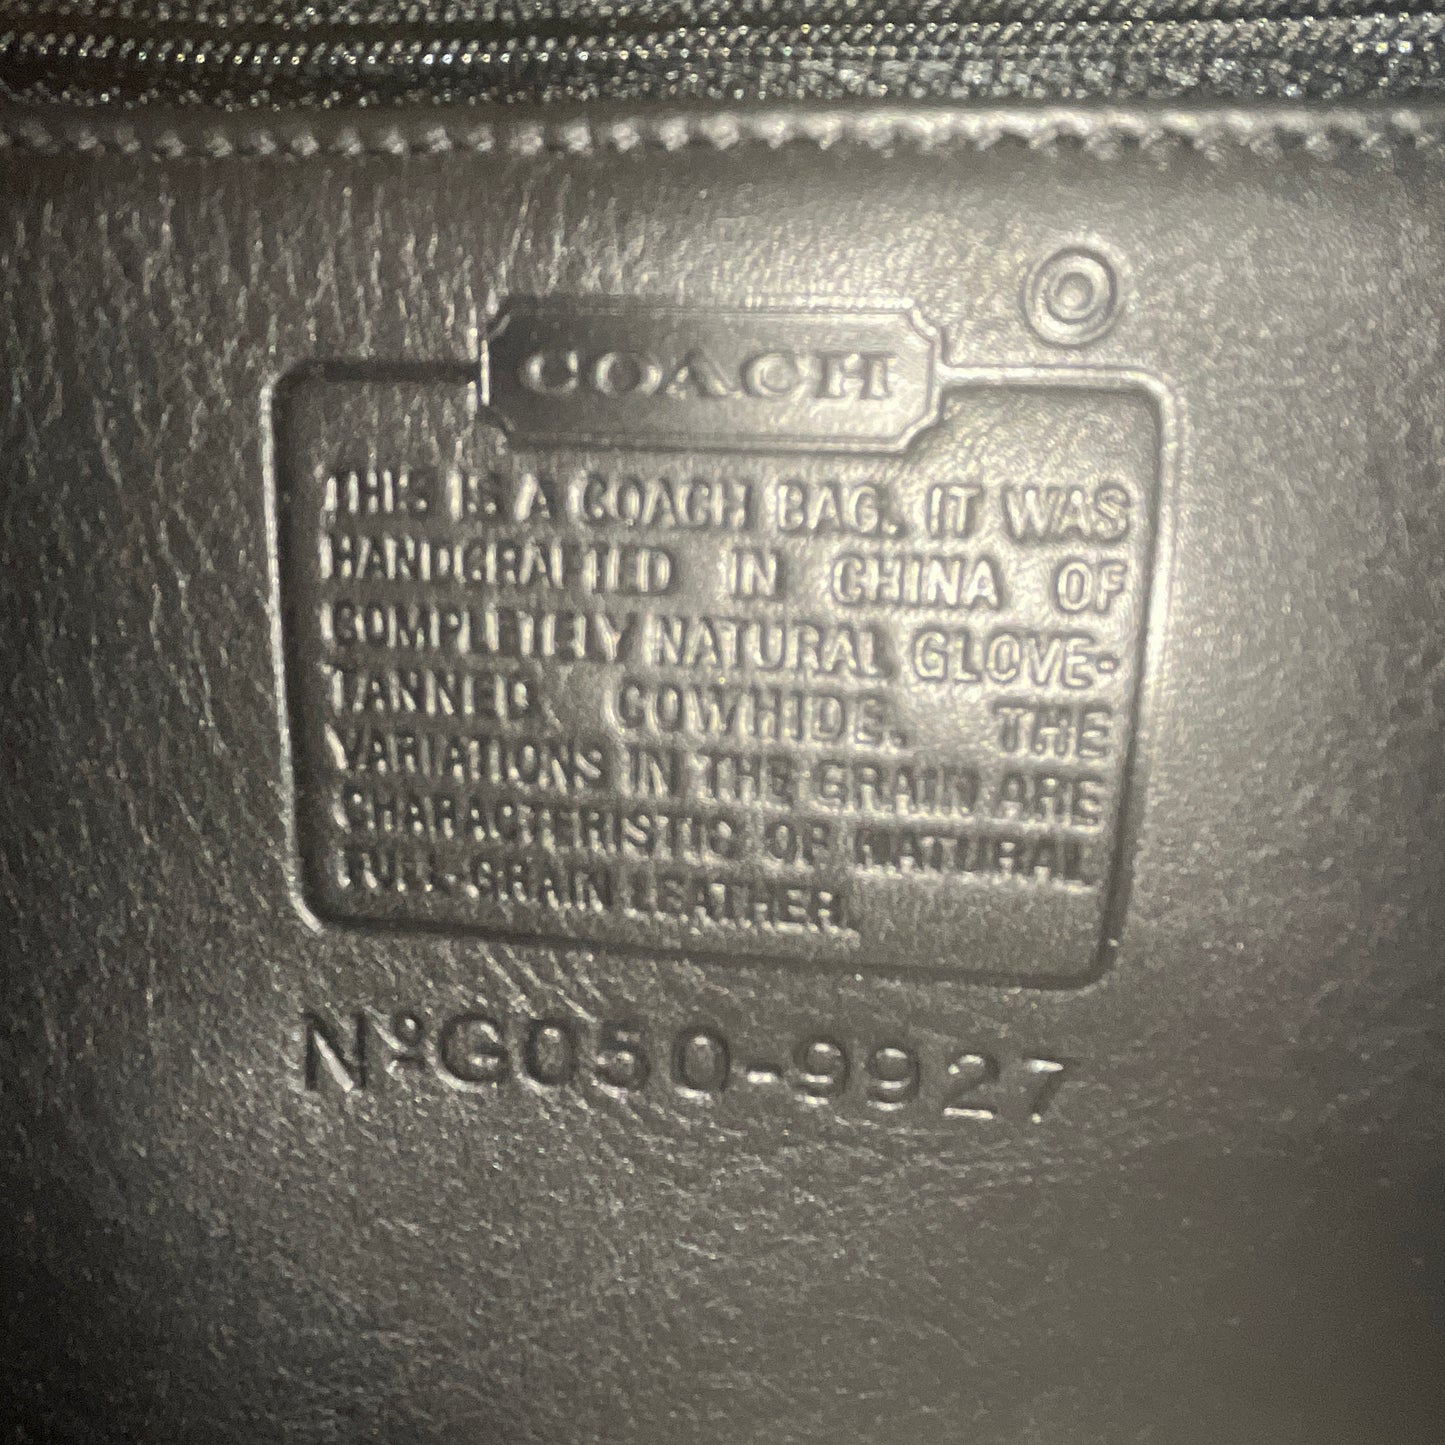 COACH
THIS IS A COACH BAG. IT WAS
HANDCRAFTED IN CHINA OF
COMPLETELY NATURAL GLOVE-
TANNED COWHIDE. THE
VARIATIONS IN THE GRAIN ARE
CHARACTERISTIC OF NATURAL
FULL-GRAIN LEATHER.
NºG050-9927